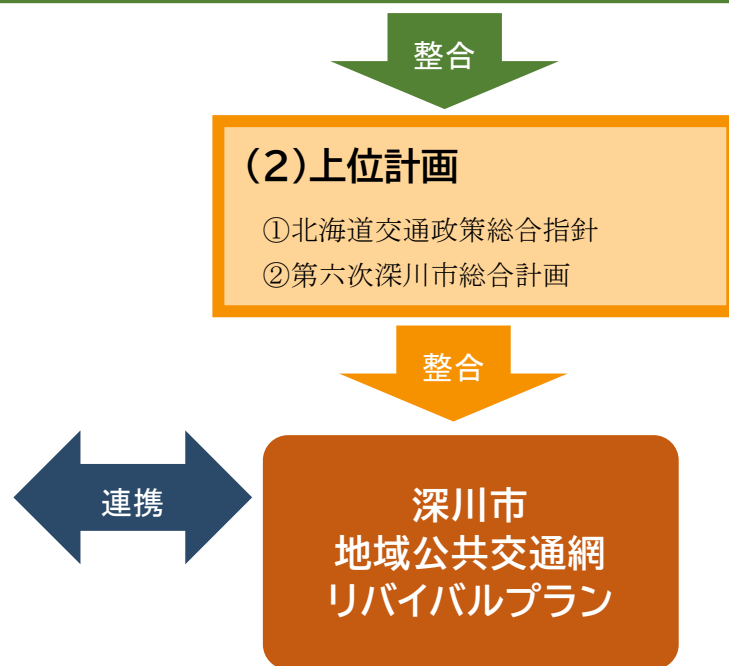 整合
(2)上位計画
①北海道交通政策総合指針
②第六次深川市総合計画
整合
連携
深川市
地域公共交通網
リバイバルプラン